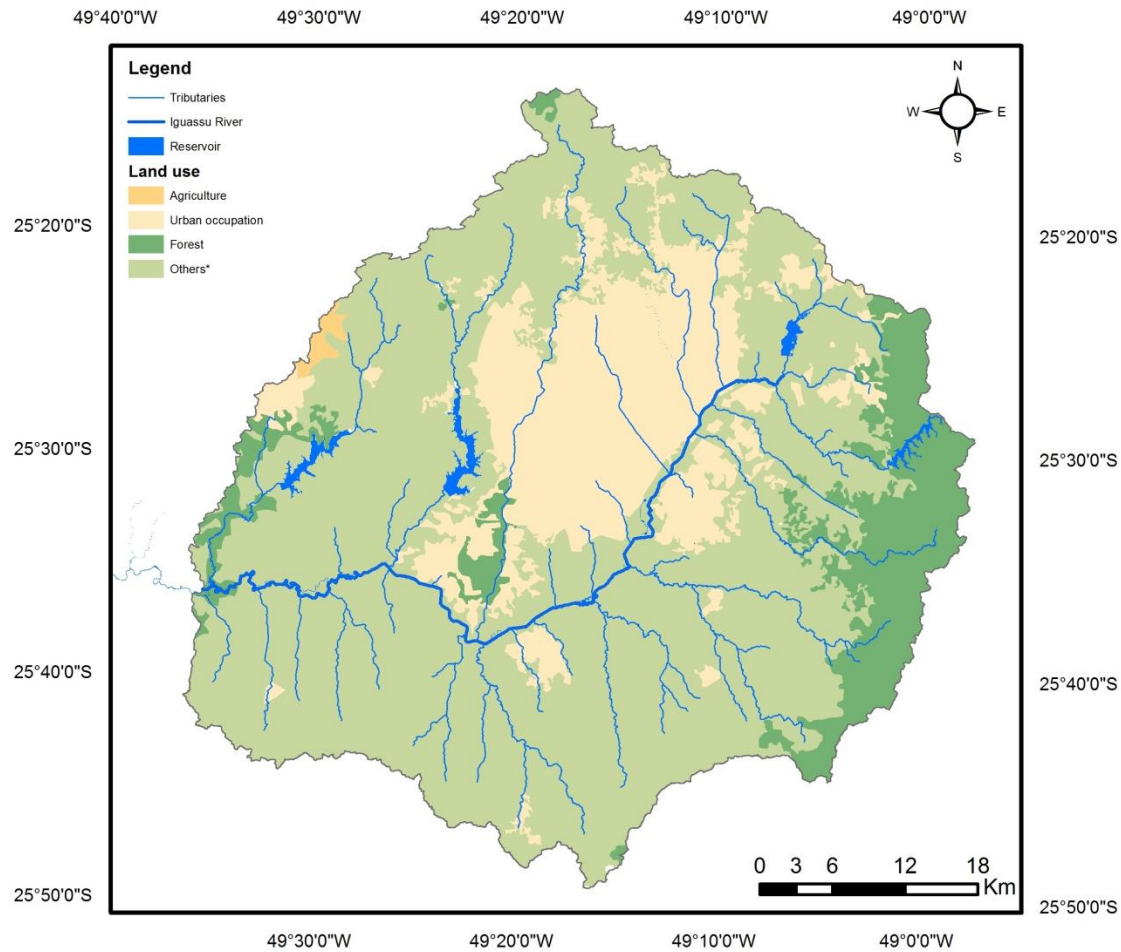 49°40'0"W 49°30'0"W 49°20'0"W 49°10'0"W 49°0'0"W
Legend
Tributaries
Iguassu River
Reservoir
Land use
Agriculture
Urban occupation
Forest
Others*
N
W E
S
25°20'0"S 25°20'0"S
25°30'0"S 25°30'0"S
25°40'0"S 25°40'0"S
0 3 6 12 18
Km
25°50'0"S 25°50'0"S
49°30'0"W 49°20'0"W 49°10'0"W 49°0'0"W